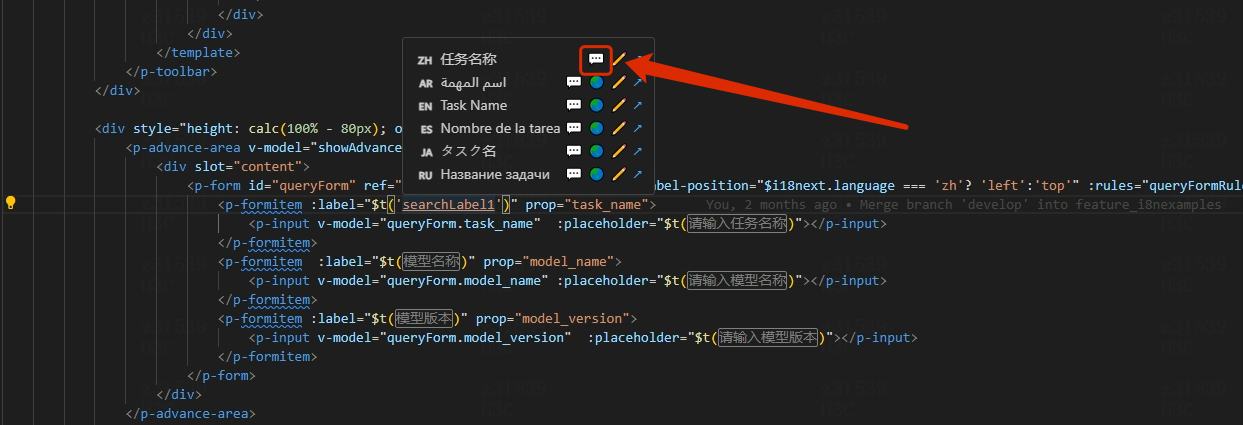 </div>
</div>
</template>
</p-toolbar>
</div>
ZH 任务名称
AR اسم المهمة
EN Task Name
ES Nombre de la tarea
JA タスク名
RU Название задачи
<div style="height: calc(100% - 80px); o
<p-advance-area v-model="showAdvance
<div slot="content">
<p-form id="queryForm" ref= abel-position="$i18next.language === 'zh'? 'left':'top'" :rules="queryFormRul
<p-formitem :label="$t('searchLabel1')" prop="task_name"> You, 2 months ago • Merge branch 'develop' into feature_i8nexamples
<p-input v-model="queryForm.task_name" :placeholder="$t(请输入任务名称)"></p-input>
</p-formitem>
<p-formitem :label="$t(模型名称)" prop="model_name">
<p-input v-model="queryForm.model_name" :placeholder="$t(请输入模型名称)"></p-input>
</p-formitem>
<p-formitem :label="$t(模型版本)" prop="model_version">
<p-input v-model="queryForm.model_version" :placeholder="$t(请输入模型版本)"></p-input>
</p-formitem>
</p-form>
</div>
</p-advance-area>